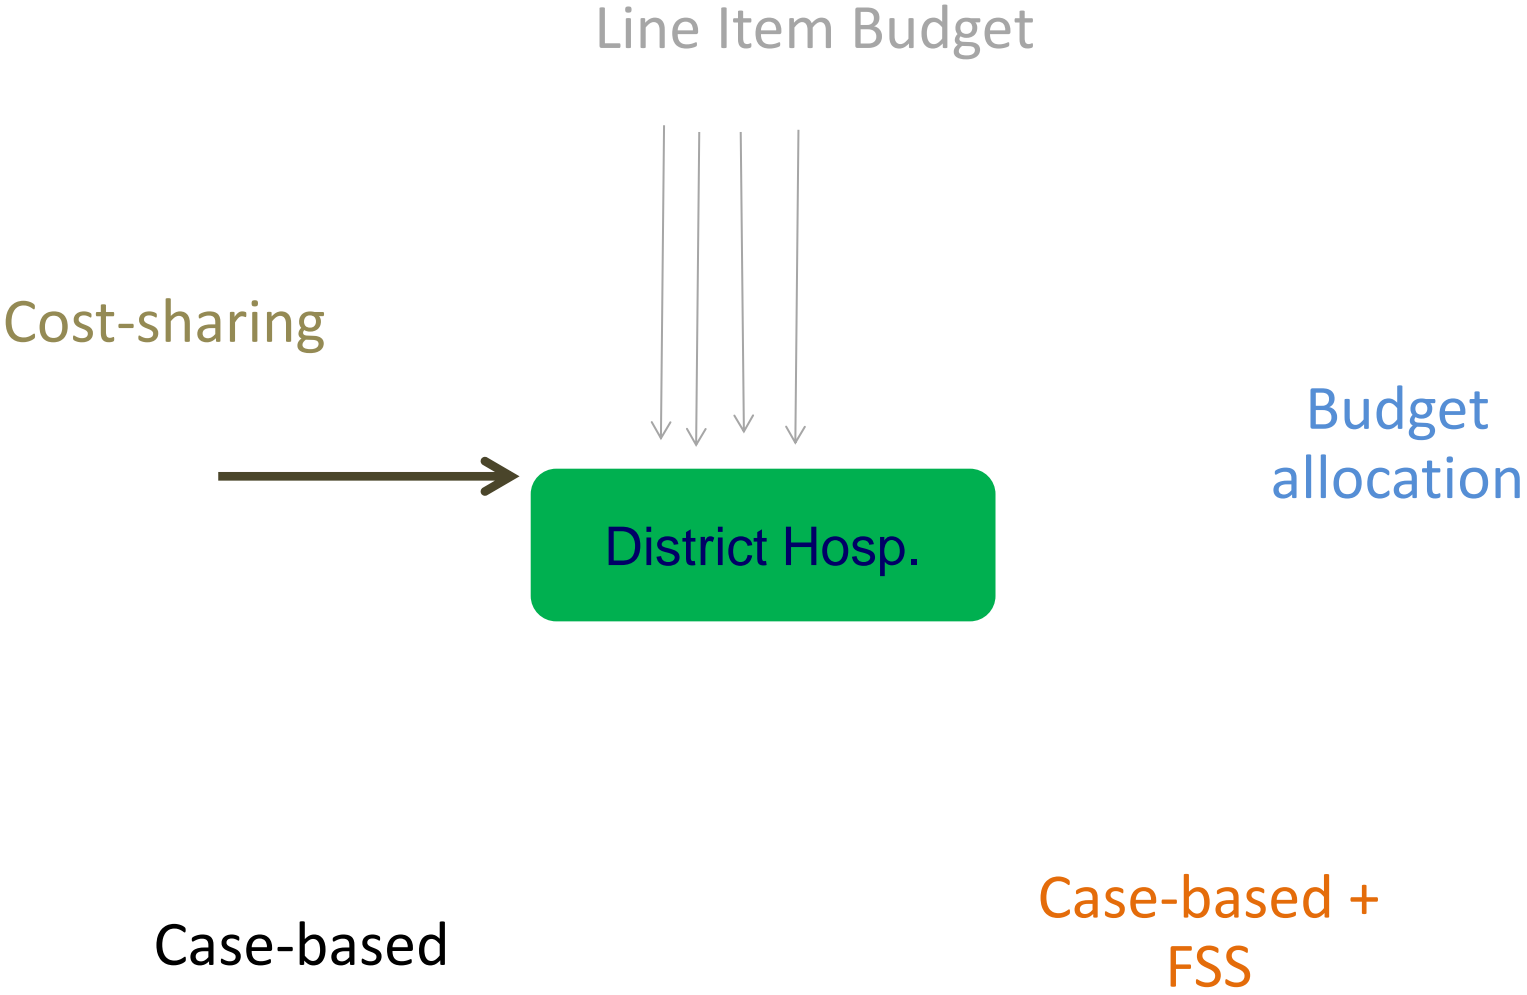 Line Item Budget
Cost-sharing
Budget
allocation
District Hosp.
Case-based +
FSS
Case-based